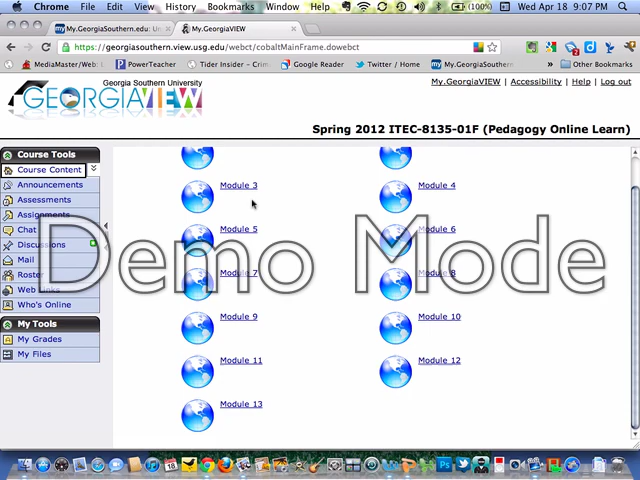 Chrome File Edit View History Bookmarks Window Help (100%) Wed Apr 18 9:07 PM
My.GeorgiaSouthern.edu: Un
My.GeorgiaVIEW
https://georgiasouthern.view.usg.edu/webct/cobaltMainFrame.dowebct
MediaMaster/Web:
PowerTeacher
Tider Insider - Crim
Twitter / Home
My.GeorgiaSouthern
Other Bookmarks
Georgia Southern University
GEORGIAVIEW
My.GeorgiaVIEW | Accessibility | Help | Log out
Spring 2012 ITEC-8135-01F (Pedagogy Online Learn)
Course Tools
Course Content
Announcements
Assessments
Assignments
Chat
Discussions
Mail
Roster
Web Links
Who's Online
My Tools
My Grades
My Files
Module 3 Module 4
Module 5 Module 6
Module 7 Module 8
Module 9 Module 10
Module 11 Module 12
Module 13
Demo Mode